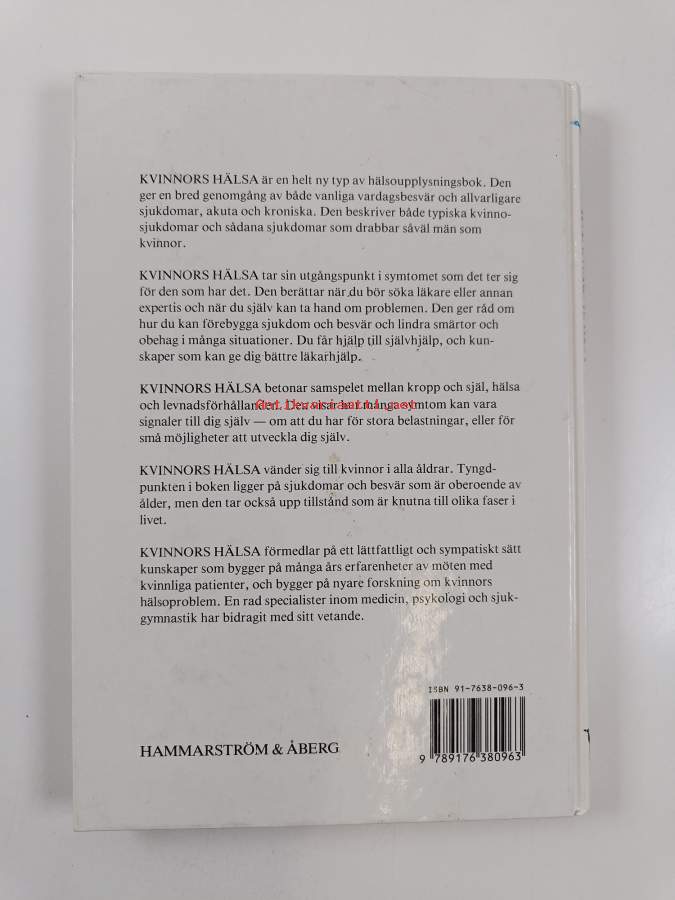 KVINNORS HÄLSA är en helt ny typ av hälsoupplysningsbok. Den
ger en bred genomgång av både vanliga vardagsbesvär och allvarligare
sjukdomar, akuta och kroniska. Den beskriver både typiska kvinno-
sjukdomar och sådana sjukdomar som drabbar såväl män som
kvinnor.
KVINNORS HÄLSA tar sin utgångspunkt i symtomet som det ter sig
för den som har det. Den berättar när du bör söka läkare eller annan
expertis och när du själv kan ta hand om problemen. Den ger råd om
hur du kan förebygga sjukdom och besvär och lindra smärtor och
obehag i många situationer. Du får hjälp till självhjälp, och kun-
skaper som kan ge dig bättre läkarhjälp.
KVINNORS HÄLSA betonar samspelet mellan kropp och själ, hälsa
och levnadsförhållanden. Den visar hur många symtom kan vara
signaler till dig själv — om att du har för stora belastningar, eller för
små möjligheter att utveckla dig själv.
KVINNORS HÄLSA vänder sig till kvinnor i alla åldrar. Tyngd-
punkten i boken ligger på sjukdomar och besvär som är oberoende av
ålder, men den tar också upp tillstånd som är knutna till olika faser i
livet.
KVINNORS HÄLSA förmedlar på ett lättfattligt och sympatiskt sätt
kunskaper som bygger på många års erfarenheter av möten med
kvinnliga patienter, och bygger på nyare forskning om kvinnors
hälsoproblem. En rad specialister inom medicin, psykologi och sjuk-
gymnastik har bidragit med sitt vetande.
ISBN 91-7638-096-3
HAMMARSTRÖM & ÅBERG
9 789176 380963